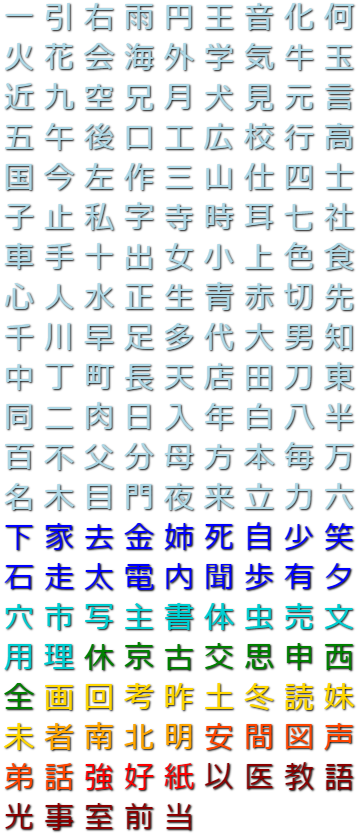 一引右雨円王音化何
火花会海外学気牛玉
近九空兄月犬見元言
五午後口工広校行高
国今左作三山仕四士
子止私字寺時耳七社
車手十出女小上色食
心人水正生青赤切先
千川早足多代大男知
中丁町長天店田刀東
同二肉日入年白八半
百不父分母方本毎万
名木目門夜来立力六
下家去金姉死自少笑
石走太電内聞歩有夕
穴市写主書体虫売文
用理休京古交思申西
全画回考昨土冬読妹
未者南北明安間図声
弟話強好紙以医教語
光事室前当